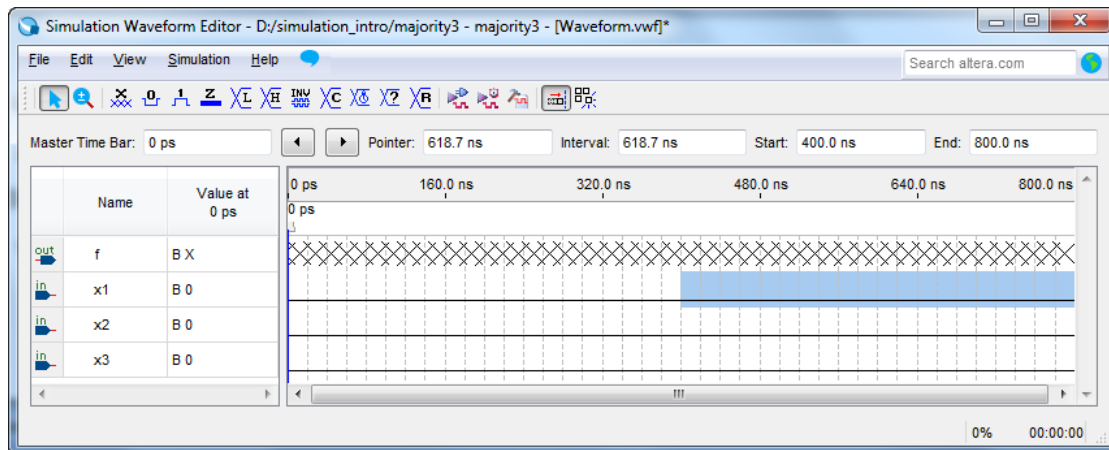 Simulation Waveform Editor - D:/simulation_intro/majority3 - majority3 - [Waveform.vwf]*
File Edit View Simulation Help Search altera.com
Master Time Bar: 0 ps Pointer: 618.7 ns Interval: 618.7 ns Start: 400.0 ns End: 800.0 ns
Name Value at 0 ps
0 ps 160.0 ns 320.0 ns 480.0 ns 640.0 ns 800.0 ns
0 ps
out f B X
in x1 B 0
in x2 B 0
in x3 B 0
0% 00:00:00